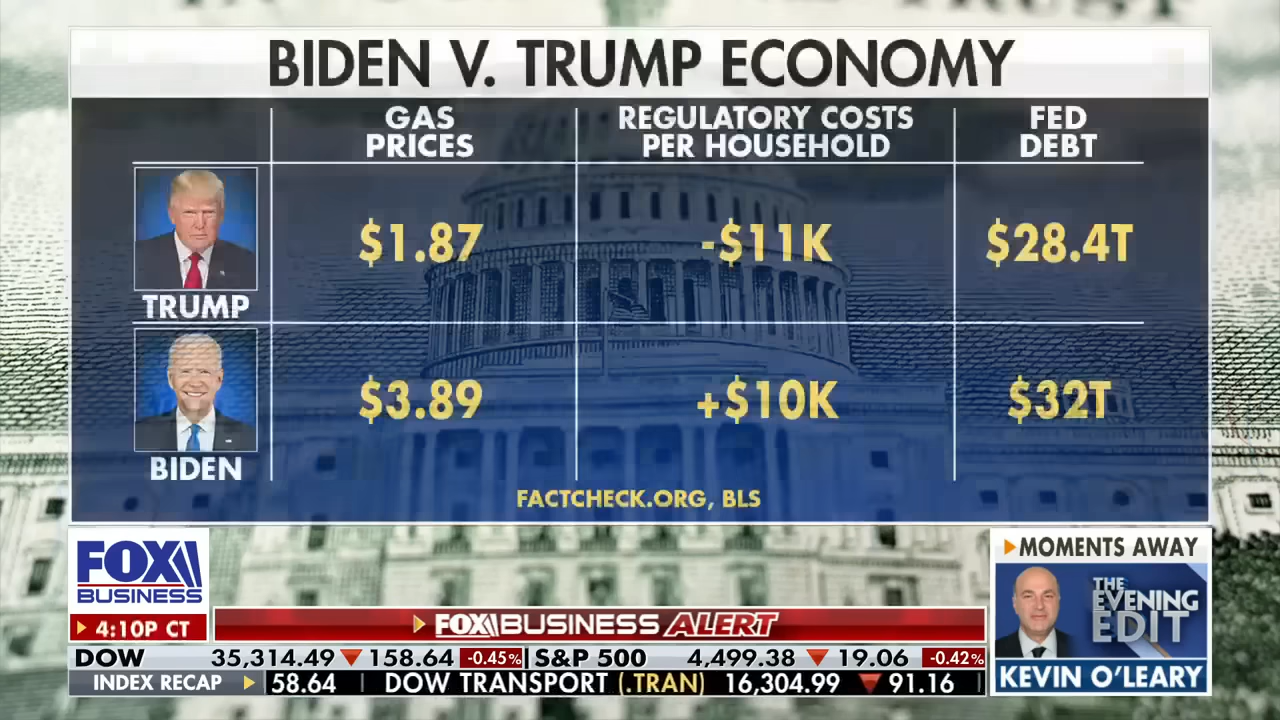 BIDEN V. TRUMP ECONOMY
GAS
PRICES
REGULATORY COSTS
PER HOUSEHOLD
FED
DEBT
TRUMP
$1.87
-$11K
$28.4T
BIDEN
$3.89
+$10K
$32T
FACTCHECK.ORG, BLS
FOX
BUSINESS
4:10P CT
FOX BUSINESS ALERT
MOMENTS AWAY
THE
EVENING
EDIT
KEVIN O'LEARY
DOW 35,314.49 ▼ 158.64 -0.45% S&P 500 4,499.38 ▼ 19.06 -0.42%
INDEX RECAP 58.64 DOW TRANSPORT (.TRAN) 16,304.99 ▼ 91.16